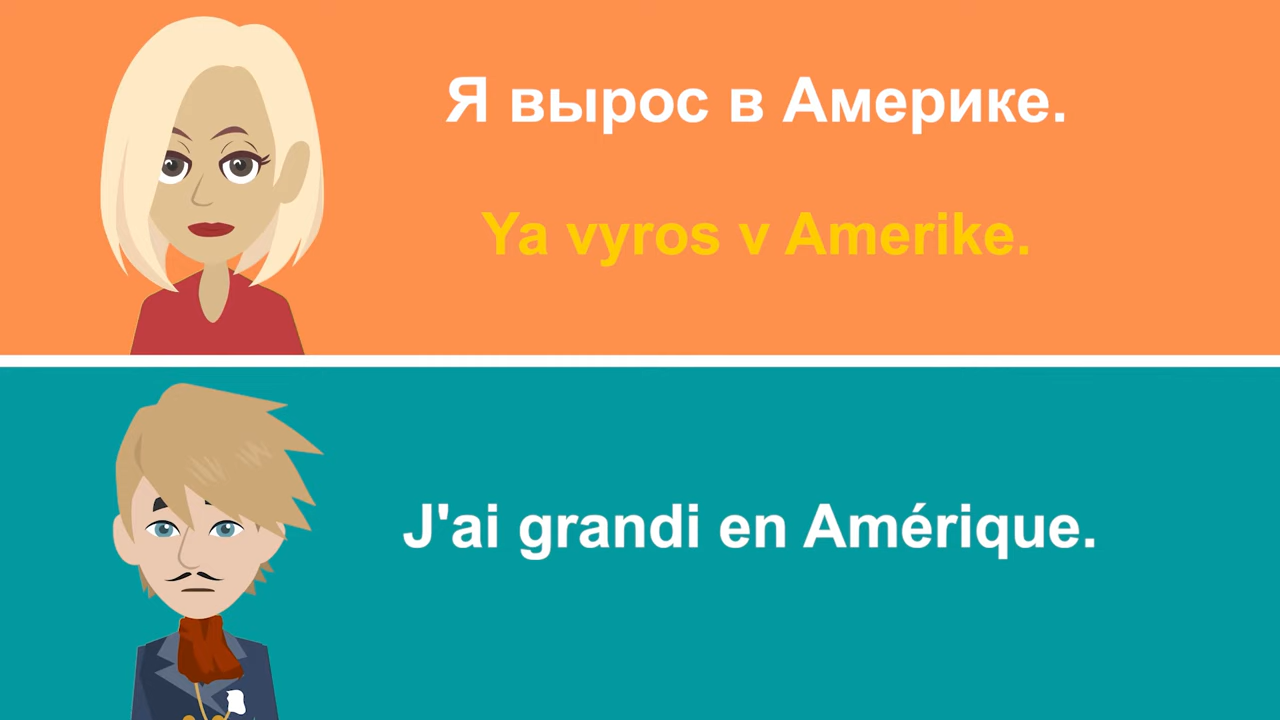 Я вырос в Америке.
Ya vyros v Amerike.
J'ai grandi en Amérique.